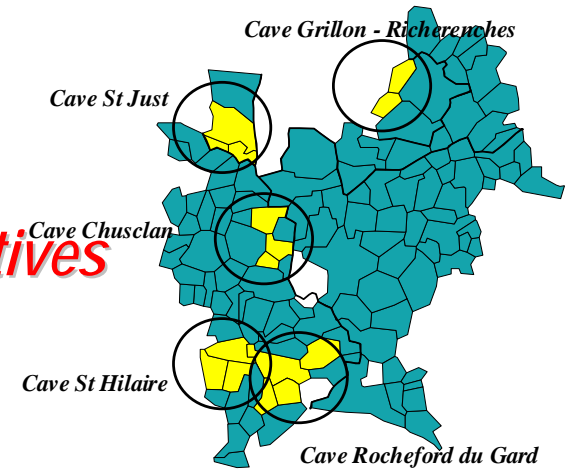 Cave Grillon - Richerenches
Cave St Just
Cave Chusclan
tives
Cave St Hilaire
Cave Rocheford du Gard